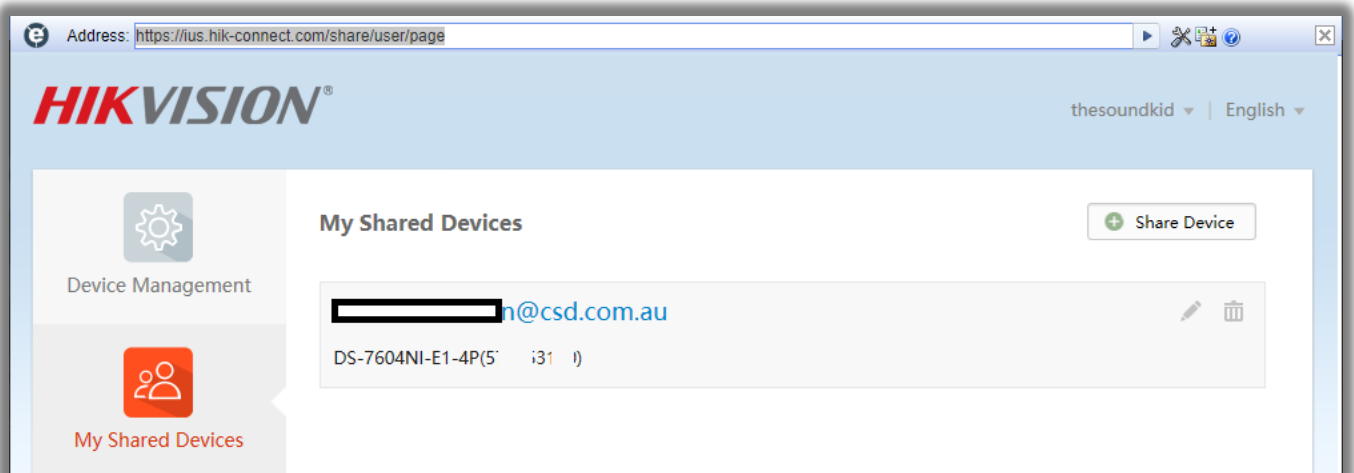 Address: https://ius.hik-connect.com/share/user/page
HIKVISION®
thesoundkid | English
Device Management
My Shared Devices
My Shared Devices
Share Device
n@csd.com.au
DS-7604NI-E1-4P(5 31 )